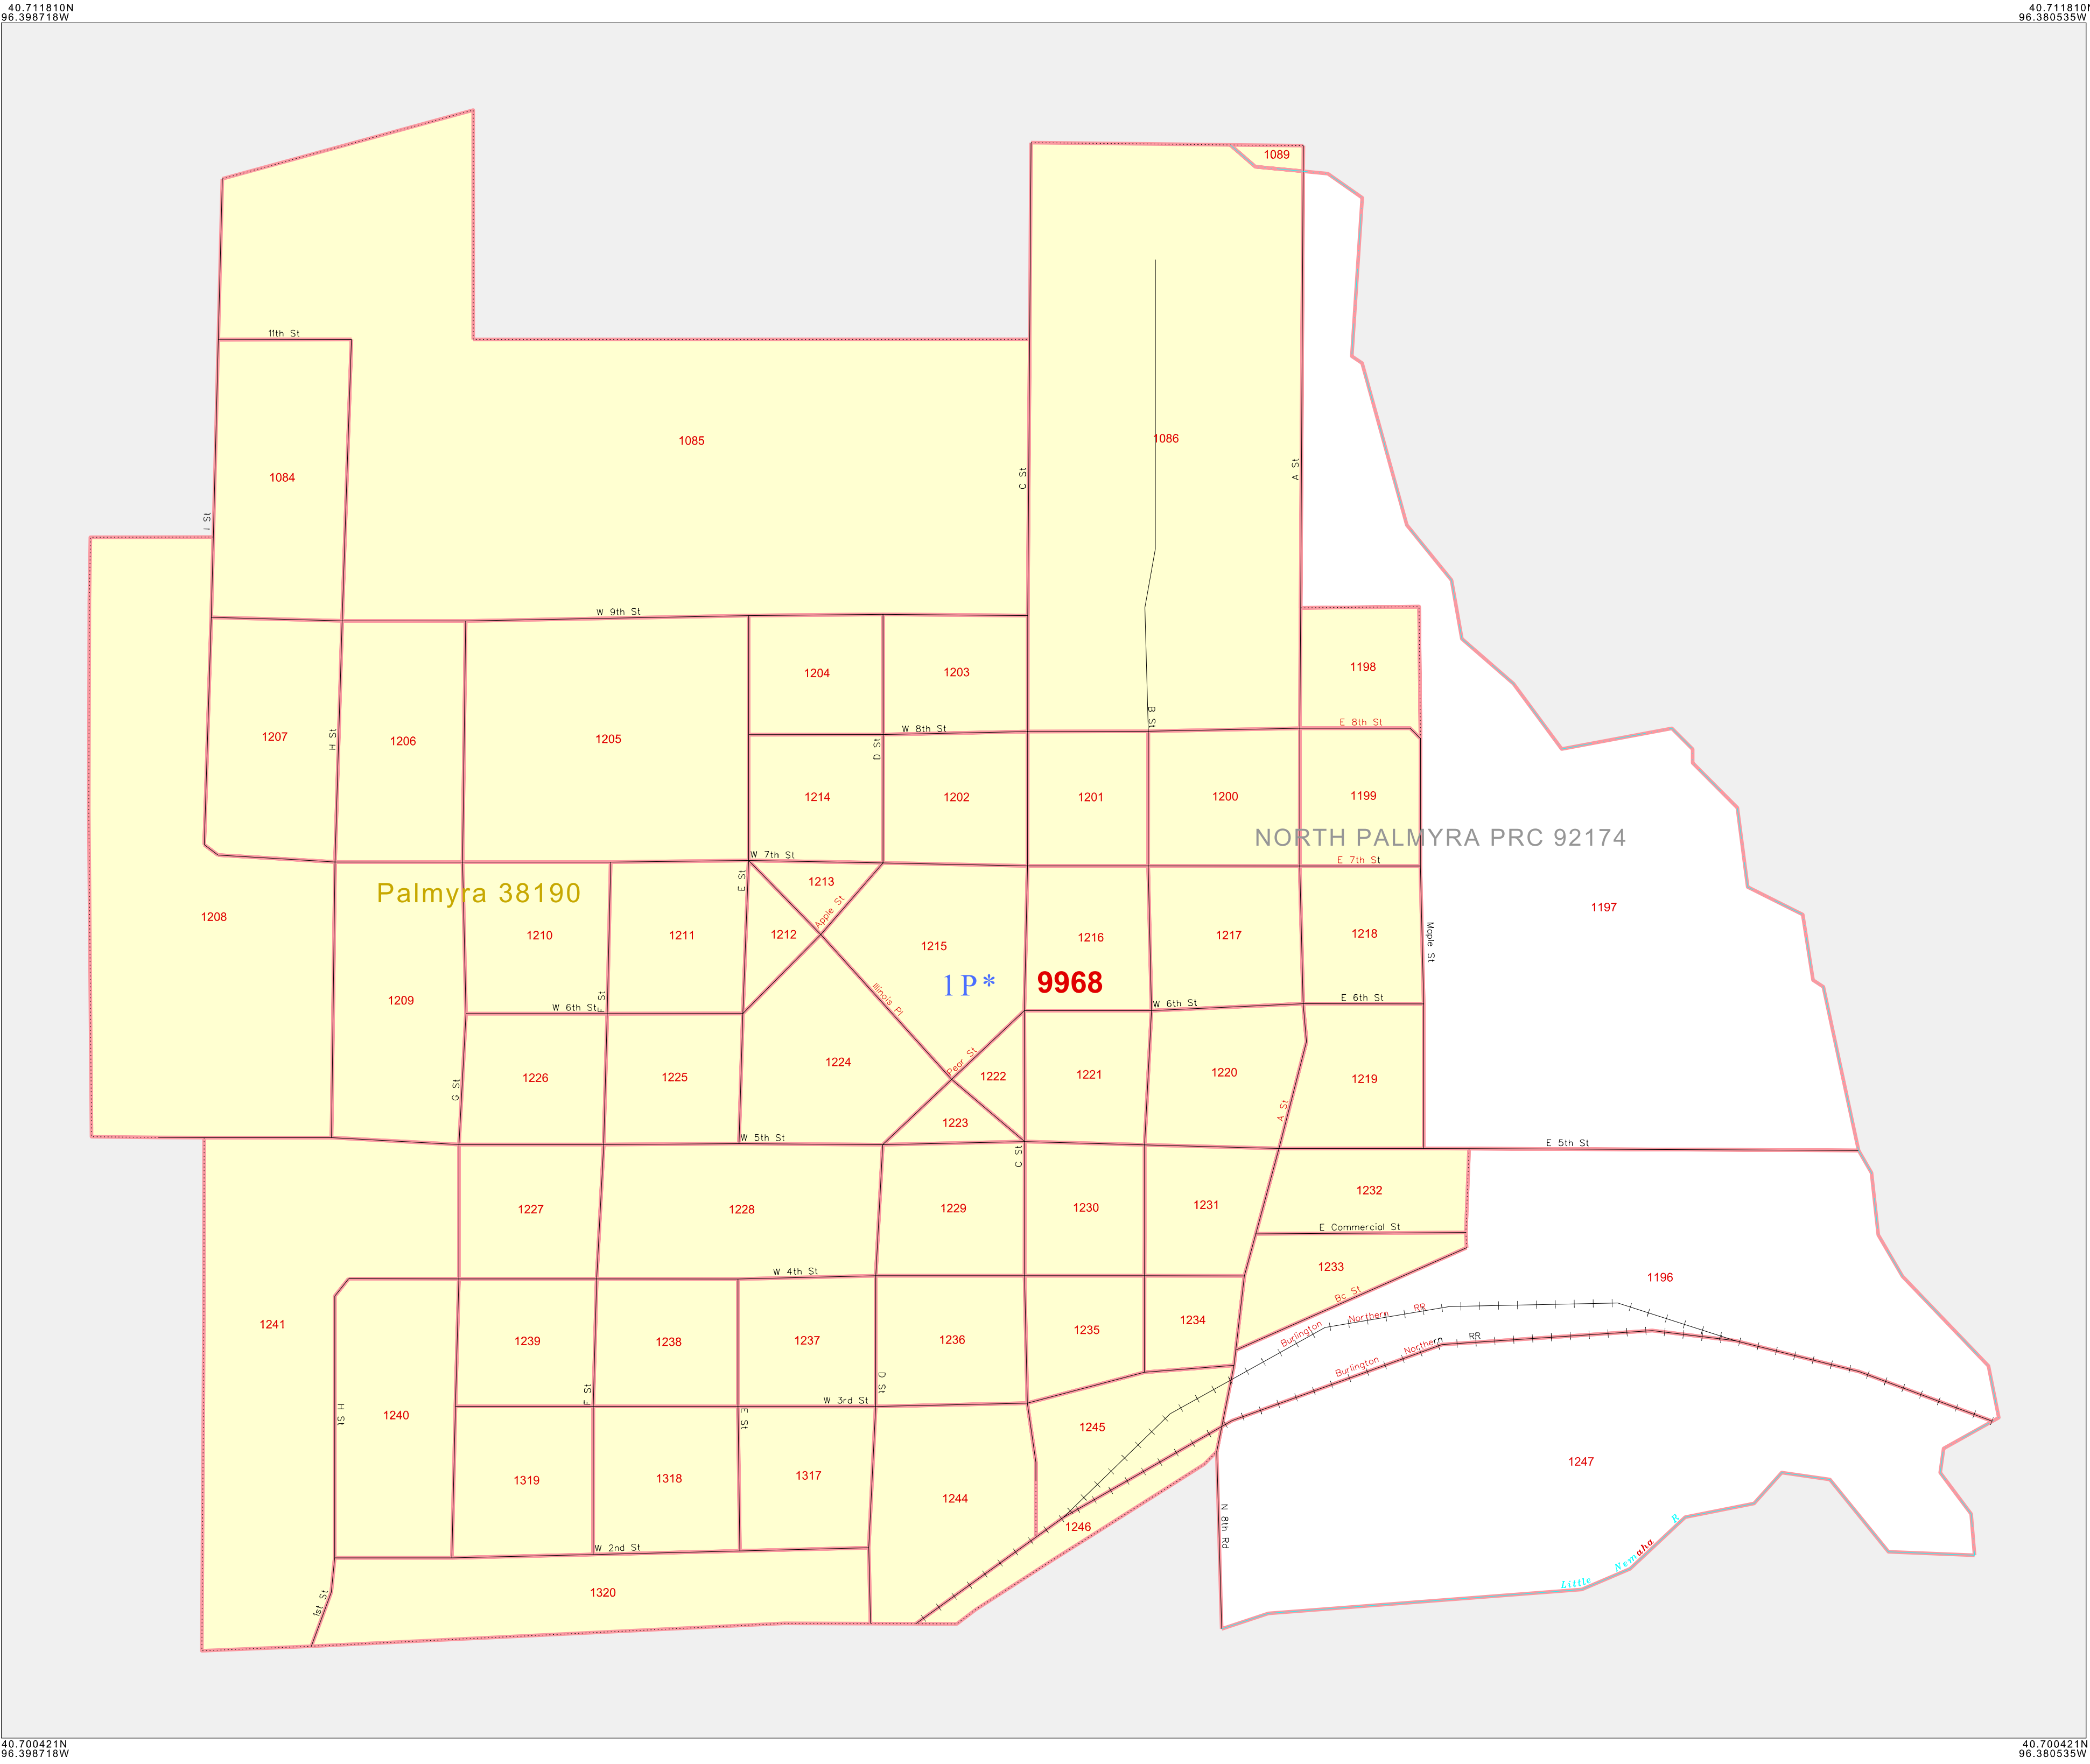 40.711810N
96.398718W
40.711810N
96.380535W
1089
11th St
1085
1086
C St
A St
1084
I St
W 9th St
1204
1203
1198
B St
E 8th St
W 8th St
H St
1207
1206
1205
D St
1214
1202
1201
1200
1199
NORTH PALMYRA PRC 92174
W 7th St
E 7th St
E St
1213
Palmyra 38190
1197
1208
Apple St
1210
1211
1212
1215
1216
1217
1218
Maple St
1P*
9968
1209
Illinois Pl
F St
W 6th St
W 6th St
E 6th St
Pear St
1224
1226
1225
1222
1221
1220
1219
G St
A St
1223
W 5th St
C St
E 5th St
1232
1227
1228
1229
1230
1231
E Commercial St
1233
W 4th St
1196
Bc St
1241
Burlington Northern RR
1239
1238
1237
1236
1235
1234
Burlington Northern RR
D St
F St
W 3rd St
H St
1240
E St
1245
1247
1319
1318
1317
1244
1246
N 8th Rd
W 2nd St
Little Nemaha R
1320
1st St
40.700421N
96.398718W
40.700421N
96.380535W